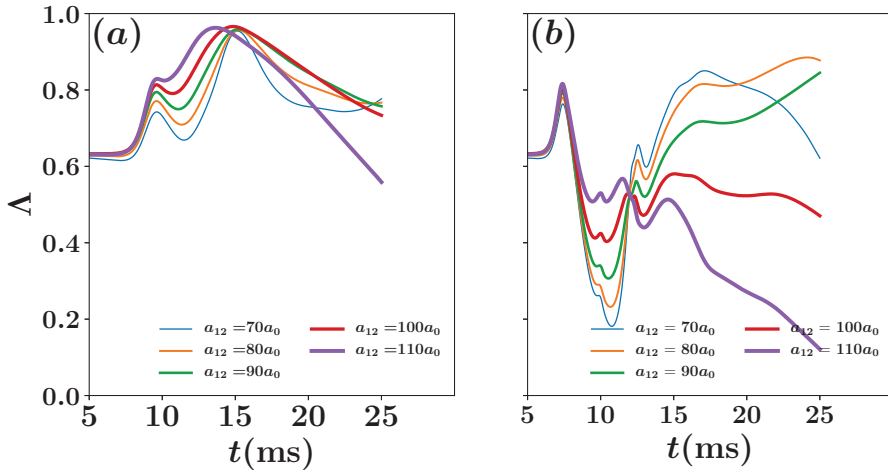 (a)
(b)
1.0
0.8
0.6
0.4
0.2
0.0
Λ
a₁₂ =70a₀
a₁₂ =80a₀
a₁₂ =90a₀
a₁₂ =100a₀
a₁₂ =110a₀
a₁₂ = 70a₀
a₁₂ = 80a₀
a₁₂ = 90a₀
a₁₂ = 100a₀
a₁₂ = 110a₀
5 10 15 20 25
5 10 15 20 25
t(ms)
t(ms)